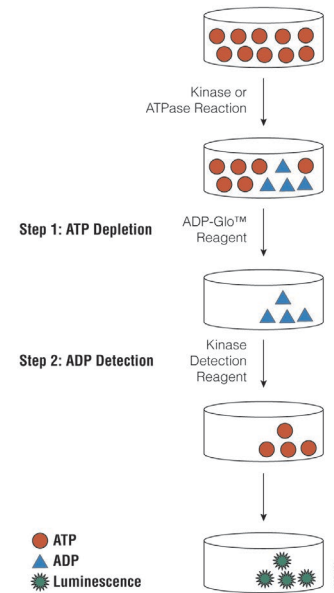 Kinase or
ATPase Reaction
Step 1: ATP Depletion
ADP-Glo™
Reagent
Step 2: ADP Detection
Kinase
Detection
Reagent
ATP
ADP
Luminescence